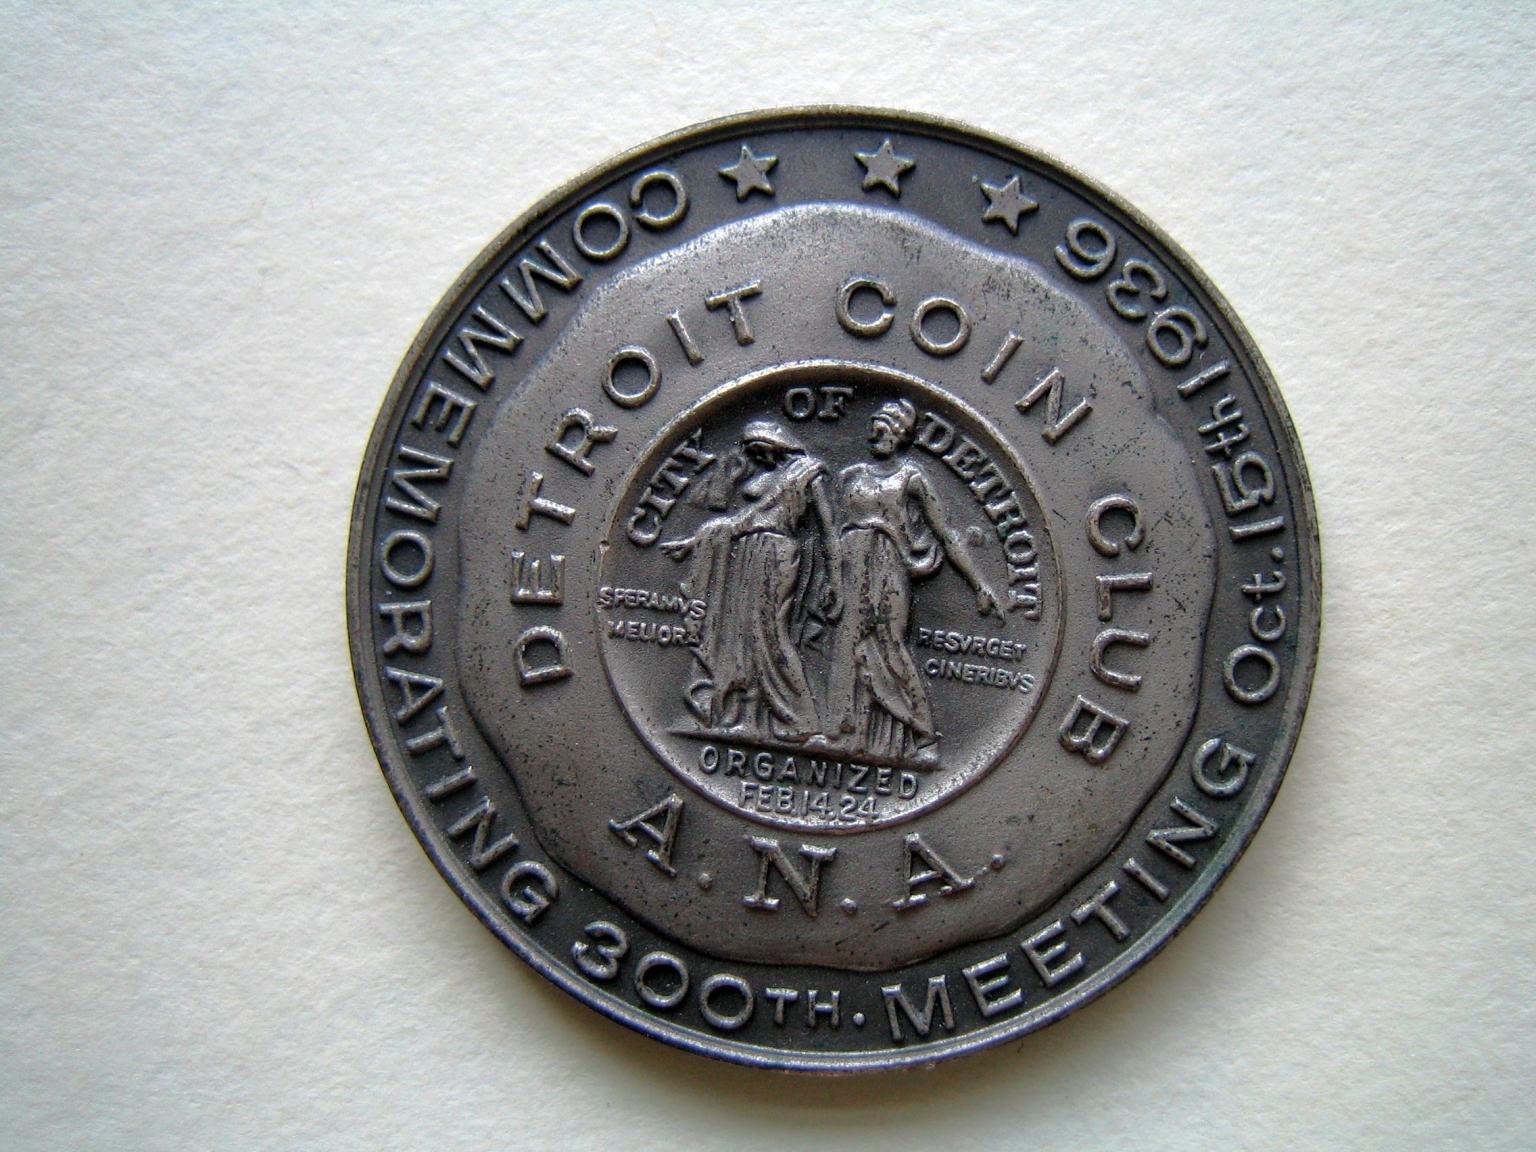 COMMEMORATING 300TH. MEETING Oct. 15th 1936
DETROIT COIN CLUB
A.N.A.
CITY OF DETROIT
SPERAMVS
MELIORA
RESVRGET
CINERIBVS
ORGANIZED
FEB.14.24